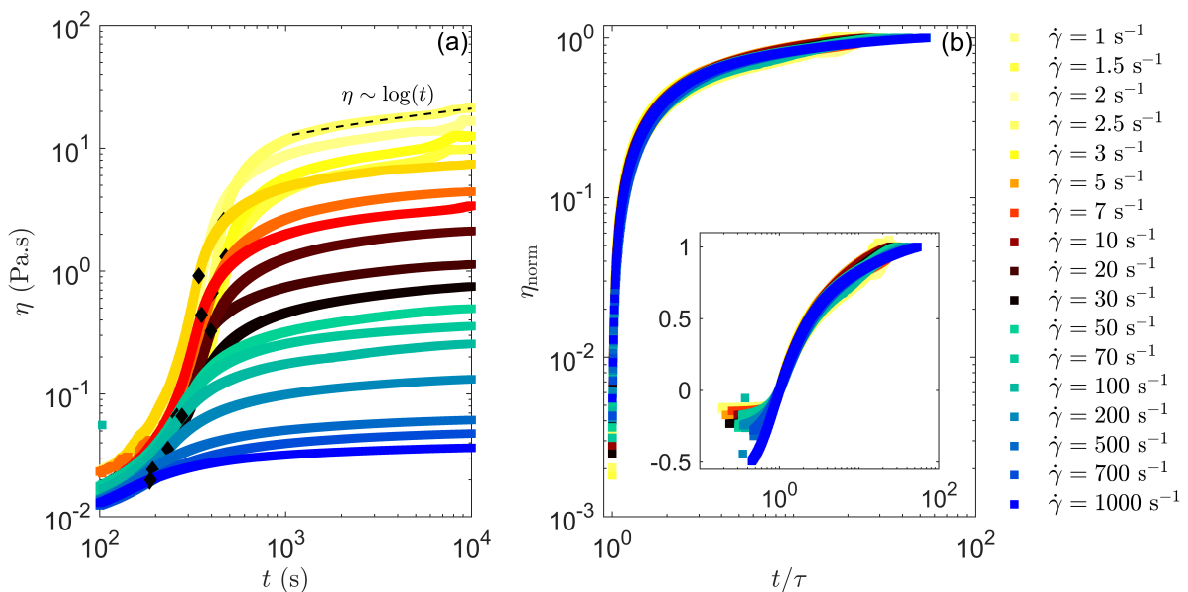 (a)
η ∼ log(t)
η (Pa.s)
10^2
10^1
10^0
10^-1
10^-2
10^2
10^3
10^4
t (s)
(b)
η_norm
10^0
10^-1
10^-2
10^-3
10^0
10^1
10^2
t/τ
1
0.5
0
-0.5
10^0
10^2
γ̇ = 1 s^-1
γ̇ = 1.5 s^-1
γ̇ = 2 s^-1
γ̇ = 2.5 s^-1
γ̇ = 3 s^-1
γ̇ = 5 s^-1
γ̇ = 7 s^-1
γ̇ = 10 s^-1
γ̇ = 20 s^-1
γ̇ = 30 s^-1
γ̇ = 50 s^-1
γ̇ = 70 s^-1
γ̇ = 100 s^-1
γ̇ = 200 s^-1
γ̇ = 500 s^-1
γ̇ = 700 s^-1
γ̇ = 1000 s^-1